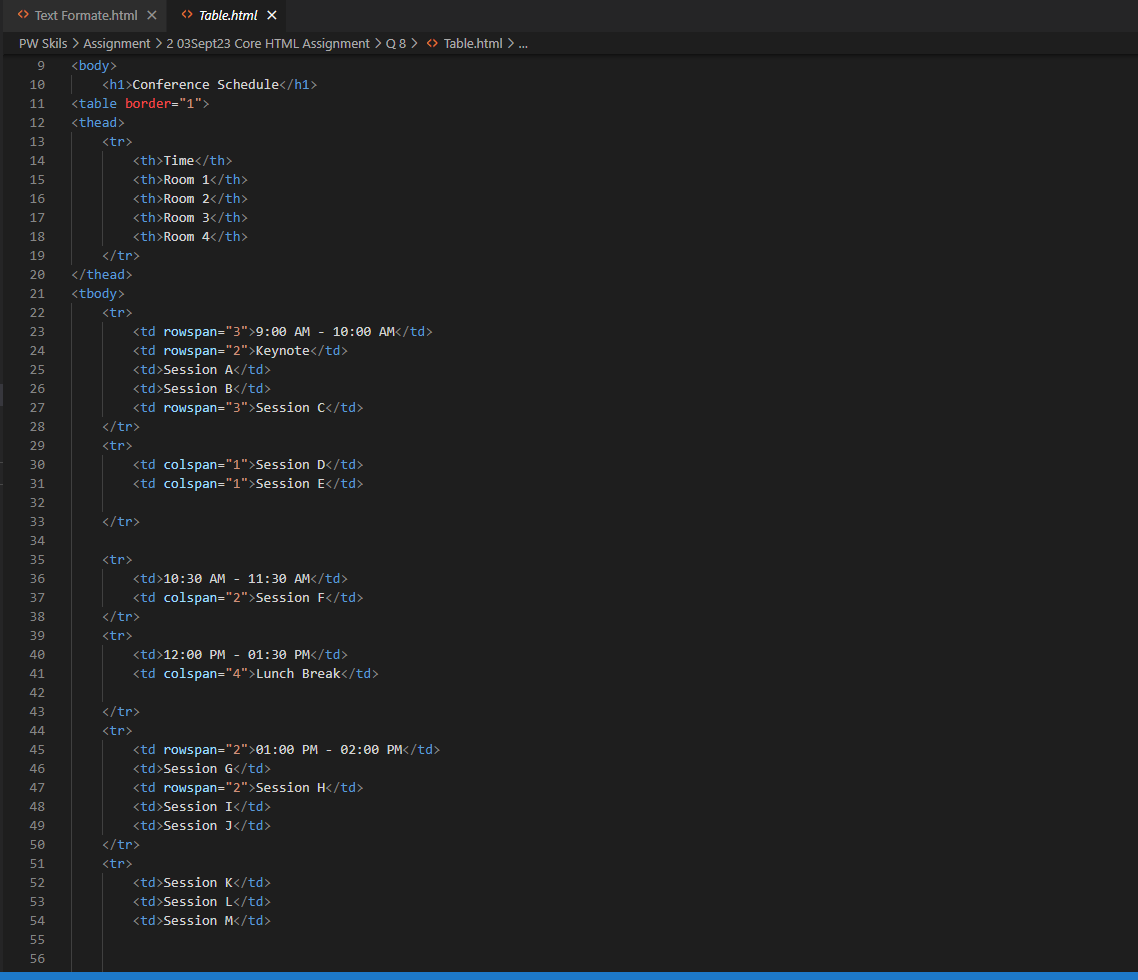 Text Formate.html
Table.html
PW Skils > Assignment > 2 03Sept23 Core HTML Assignment > Q 8 > Table.html > ...
9 <body>
10 <h1>Conference Schedule</h1>
11 <table border="1">
12 <thead>
13 <tr>
14 <th>Time</th>
15 <th>Room 1</th>
16 <th>Room 2</th>
17 <th>Room 3</th>
18 <th>Room 4</th>
19 </tr>
20 </thead>
21 <tbody>
22 <tr>
23 <td rowspan="3">9:00 AM - 10:00 AM</td>
24 <td rowspan="2">Keynote</td>
25 <td>Session A</td>
26 <td>Session B</td>
27 <td rowspan="3">Session C</td>
28 </tr>
29 <tr>
30 <td colspan="1">Session D</td>
31 <td colspan="1">Session E</td>
32
33 </tr>
34
35 <tr>
36 <td>10:30 AM - 11:30 AM</td>
37 <td colspan="2">Session F</td>
38 </tr>
39 <tr>
40 <td>12:00 PM - 01:30 PM</td>
41 <td colspan="4">Lunch Break</td>
42
43 </tr>
44 <tr>
45 <td rowspan="2">01:00 PM - 02:00 PM</td>
46 <td>Session G</td>
47 <td rowspan="2">Session H</td>
48 <td>Session I</td>
49 <td>Session J</td>
50 </tr>
51 <tr>
52 <td>Session K</td>
53 <td>Session L</td>
54 <td>Session M</td>
55
56